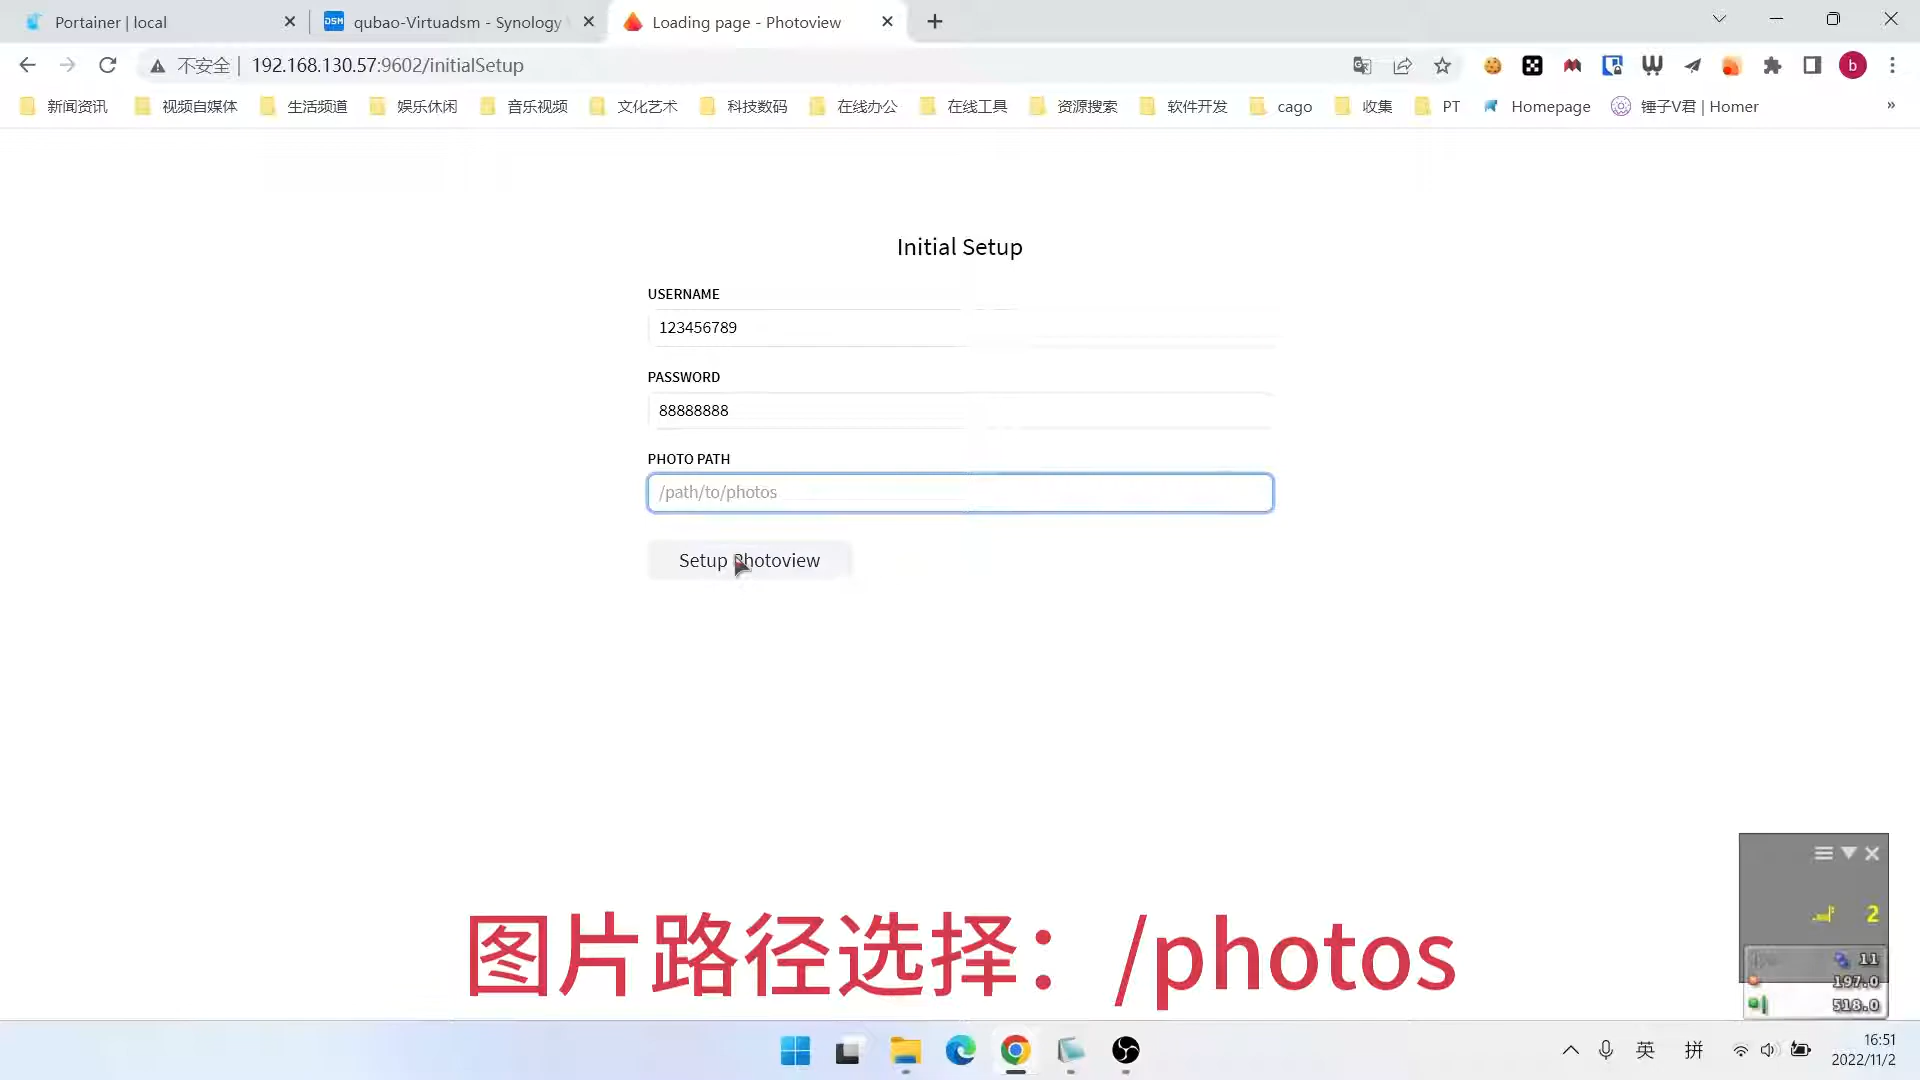 Portainer | local
qubao-Virtuadsm - Synology
Loading page - Photoview
不安全 | 192.168.130.57:9602/initialSetup
b
新闻资讯 视频自媒体 生活频道 娱乐休闲 音乐视频 文化艺术 科技数码 在线办公 在线工具 资源搜索 软件开发 cago 收集 PT Homepage 锤子V君 | Homer »
Initial Setup
USERNAME
123456789
PASSWORD
88888888
PHOTO PATH
/path/to/photos
Setup Photoview
图片路径选择：/photos
2
11
197.0
518.0
英 拼
16:51
2022/11/2